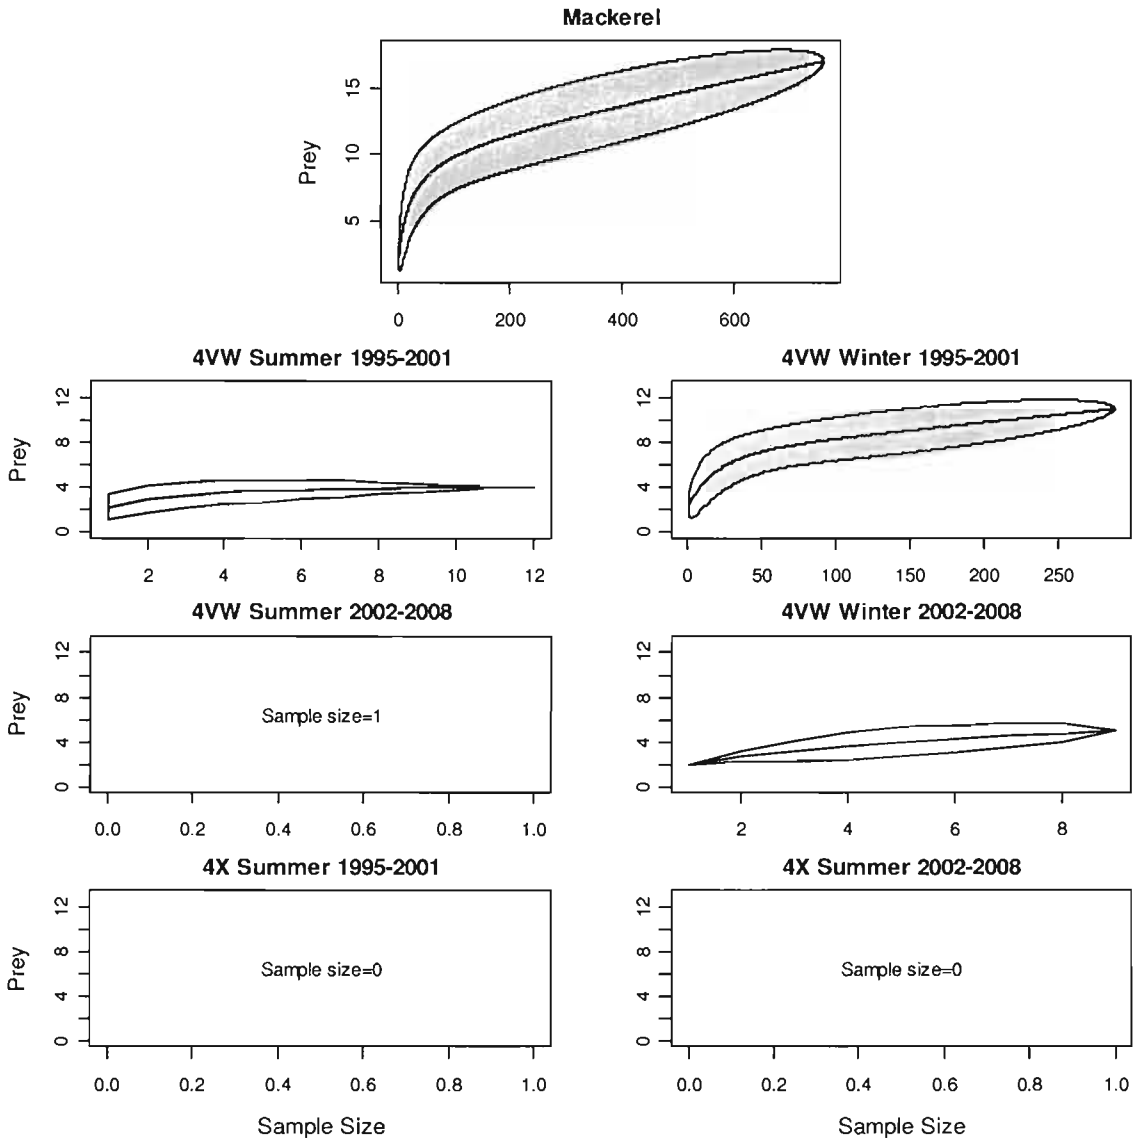 Mackerel
Prey
15
10
5
0 200 400 600
4VW Summer 1995-2001
Prey
12
8
4
0
2 4 6 8 10 12
4VW Winter 1995-2001
12
8
4
0
0 50 100 150 200 250
4VW Summer 2002-2008
Prey
12
8
4
0
Sample size=1
0.0 0.2 0.4 0.6 0.8 1.0
4VW Winter 2002-2008
12
8
4
0
2 4 6 8
4X Summer 1995-2001
Prey
12
8
4
0
Sample size=0
0.0 0.2 0.4 0.6 0.8 1.0
Sample Size
4X Summer 2002-2008
12
8
4
0
Sample size=0
0.0 0.2 0.4 0.6 0.8 1.0
Sample Size